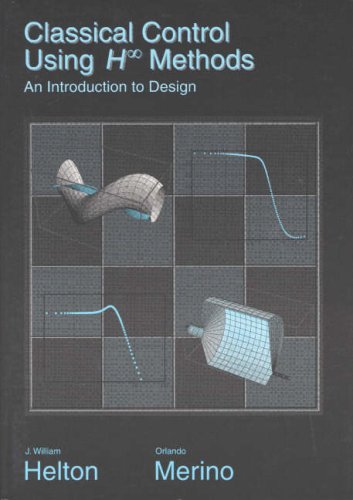 Classical Control
Using H∞ Methods
An Introduction to Design
J. William
Helton
Orlando
Merino